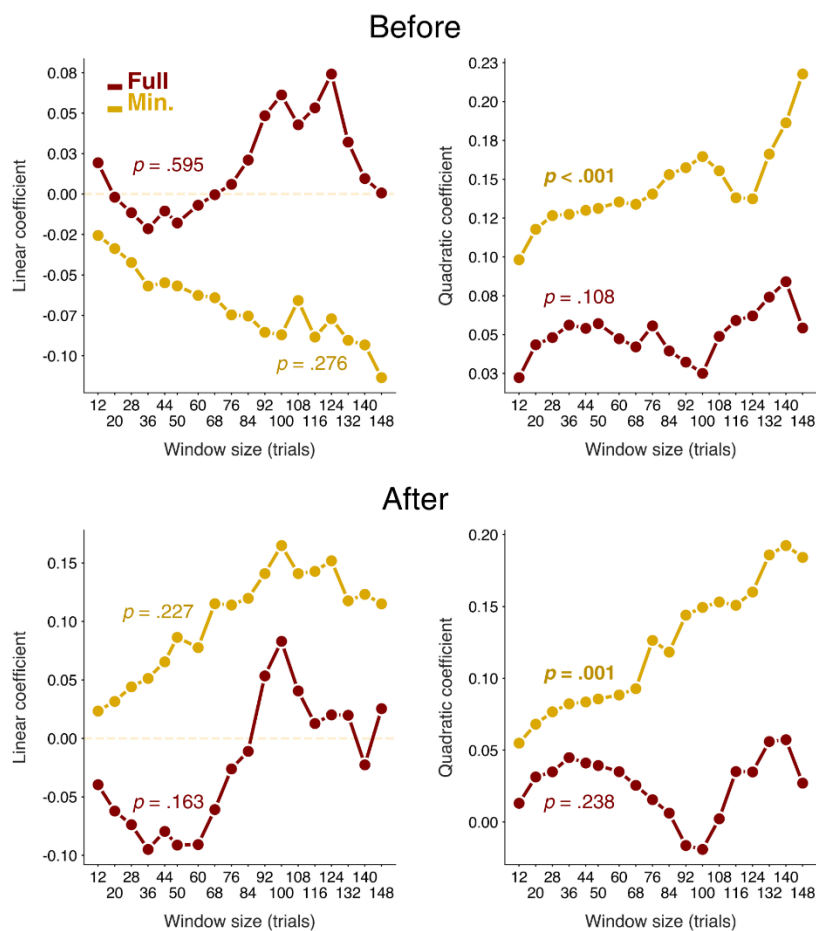 Before
Full
Min.
p = .595
p = .276
Linear coefficient
0.08
0.05
0.03
0.00
-0.02
-0.05
-0.07
-0.10
12 28 44 60 76 92 108 124 140
20 36 50 68 84 100 116 132 148
Window size (trials)
p < .001
p = .108
Quadratic coefficient
0.23
0.20
0.18
0.15
0.12
0.10
0.08
0.05
0.03
12 28 44 60 76 92 108 124 140
20 36 50 68 84 100 116 132 148
Window size (trials)
After
p = .227
p = .163
Linear coefficient
0.15
0.10
0.05
0.00
-0.05
-0.10
12 28 44 60 76 92 108 124 140
20 36 50 68 84 100 116 132 148
Window size (trials)
p = .001
p = .238
Quadratic coefficient
0.20
0.15
0.10
0.05
0.00
12 28 44 60 76 92 108 124 140
20 36 50 68 84 100 116 132 148
Window size (trials)